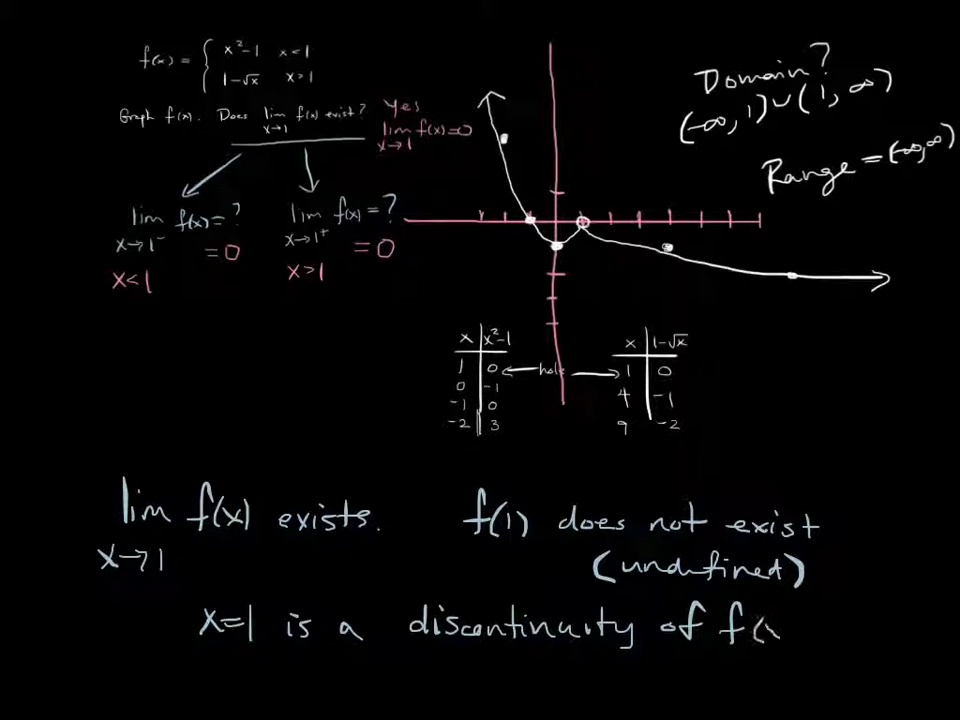 f(x) = { x²-1 x<1
1-√x x>1
Graph f(x). Does lim x→1 f(x) exist?
Yes
lim x→1 f(x)=0
lim x→1⁻ f(x)=?
=0
x<1
lim x→1⁺ f(x)=?
=0
x>1
Domain?
(-∞, 1)∪(1, ∞)
Range = (-∞,∞)
x x²-1
1 0
0 -1
-1 0
-2 3
hole
x 1-√x
1 0
4 -1
9 -2
lim x→1 f(x) exists. f(1) does not exist
(undefined)
x=1 is a discontinuity of f(x